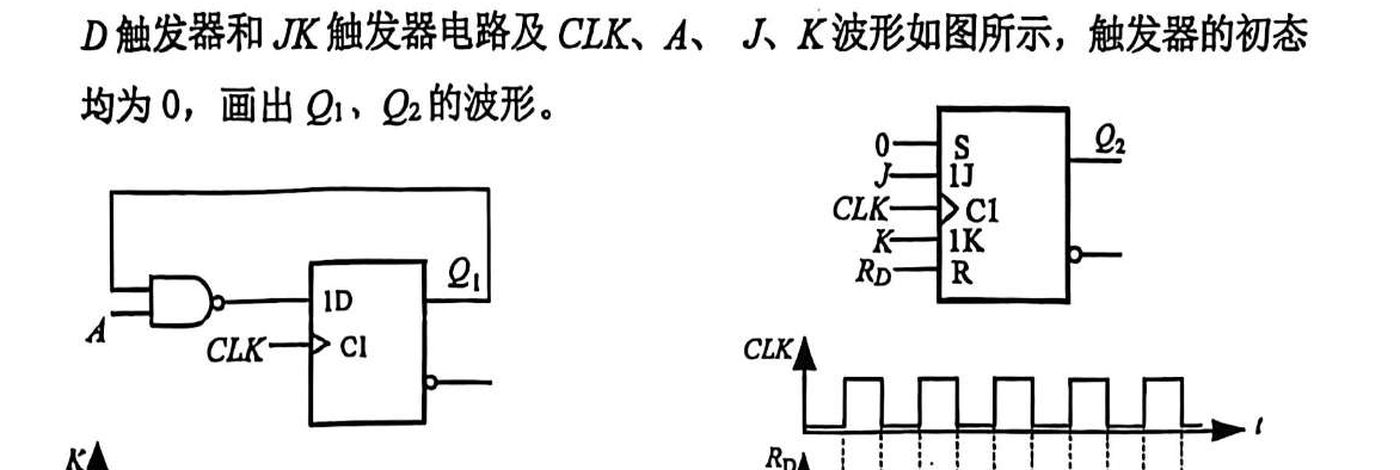 D触发器和JK触发器电路及CLK、A、 J、K波形如图所示，触发器的初态
均为0，画出Q₁、Q₂的波形。
0 S Q₂
J 1J
CLK C1
K 1K
R_D R
Q₁
1D
A
CLK C1
CLK
t
K
R_D